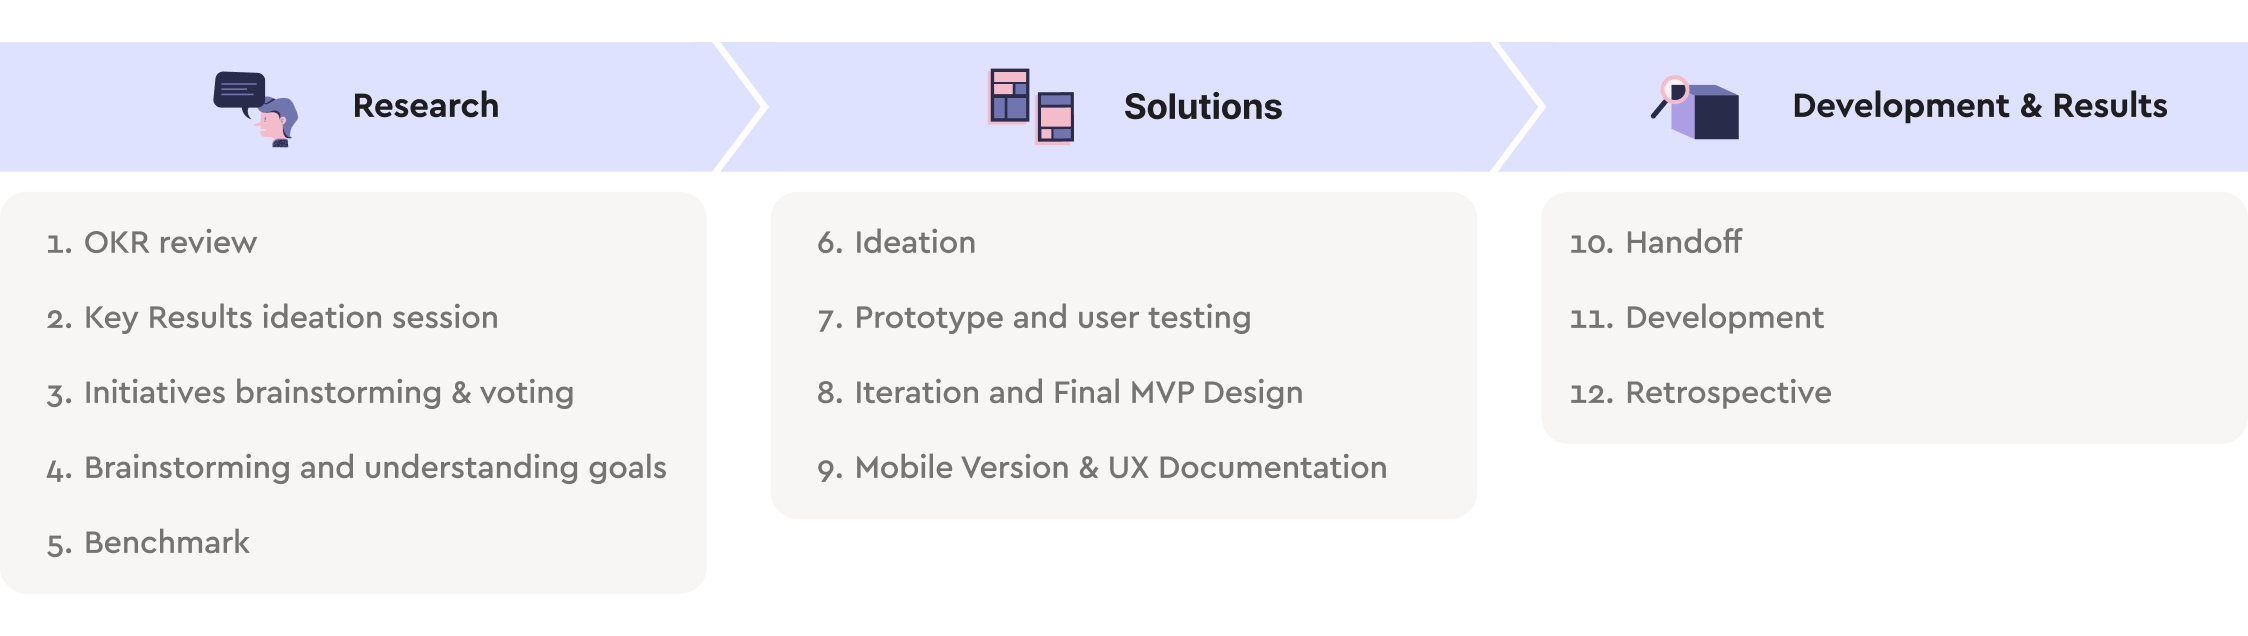 Research
Solutions
Development & Results
1. OKR review
2. Key Results ideation session
3. Initiatives brainstorming & voting
4. Brainstorming and understanding goals
5. Benchmark
6. Ideation
7. Prototype and user testing
8. Iteration and Final MVP Design
9. Mobile Version & UX Documentation
10. Handoff
11. Development
12. Retrospective